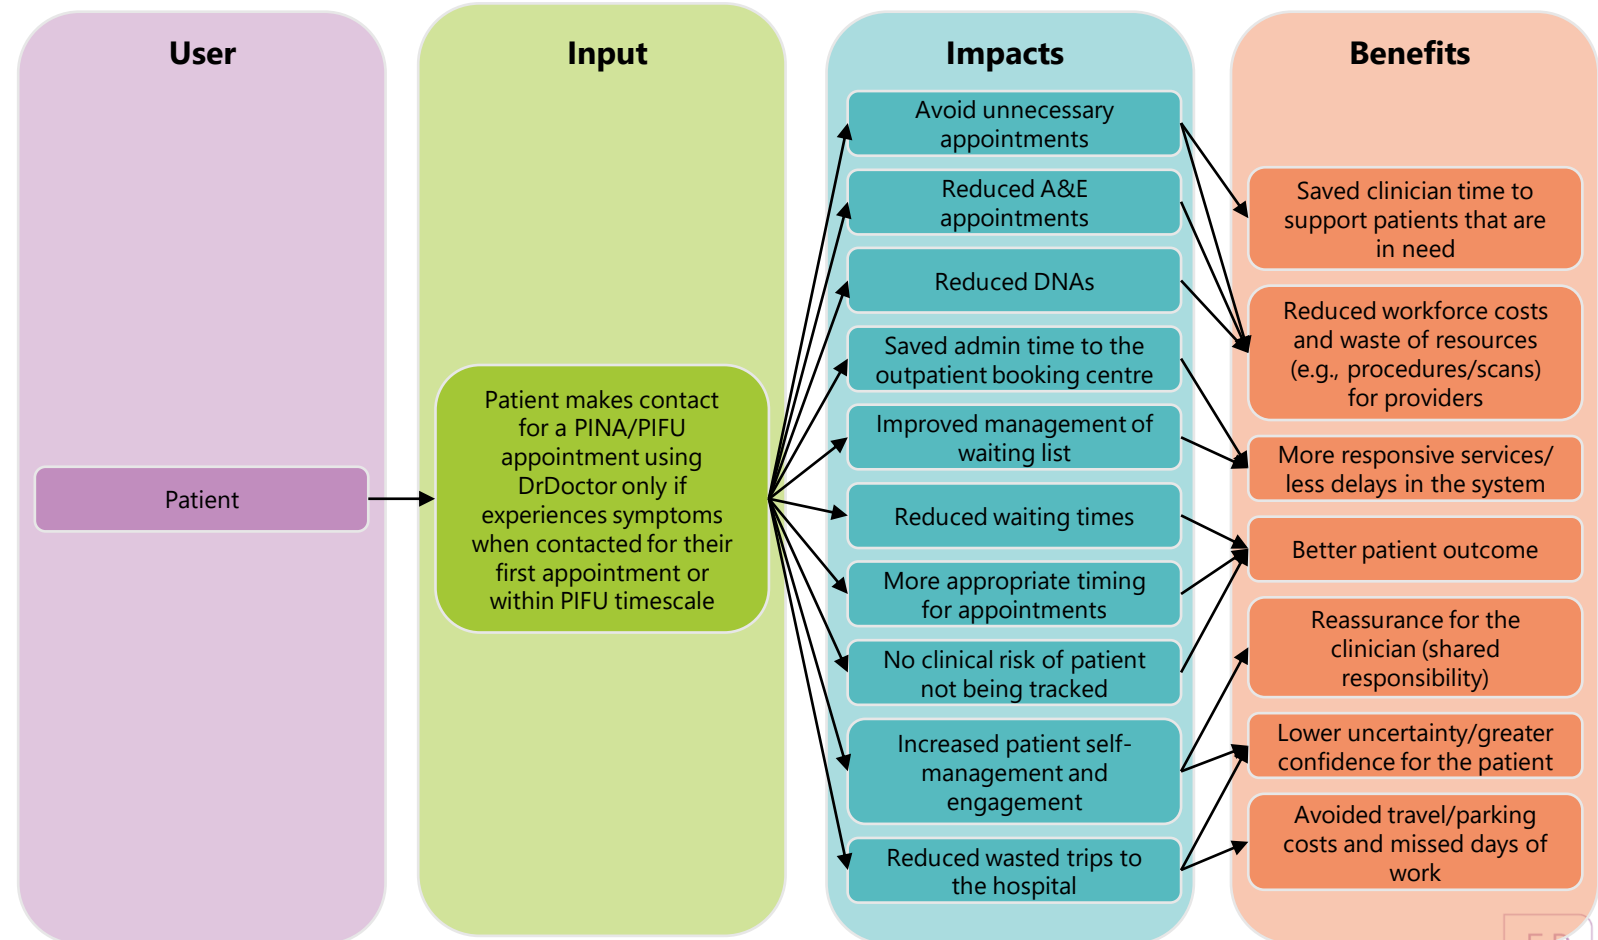 User
Input
Impacts
Benefits
Patient
Patient makes contact
for a PINA/PIFU
appointment using
DrDoctor only if
experiences symptoms
when contacted for their
first appointment or
within PIFU timescale
Avoid unnecessary
appointments
Reduced A&E
appointments
Reduced DNAs
Saved admin time to the
outpatient booking centre
Improved management of
waiting list
Reduced waiting times
More appropriate timing
for appointments
No clinical risk of patient
not being tracked
Increased patient self-
management and
engagement
Reduced wasted trips to
the hospital
Saved clinician time to
support patients that are
in need
Reduced workforce costs
and waste of resources
(e.g., procedures/scans)
for providers
More responsive services/
less delays in the system
Better patient outcome
Reassurance for the
clinician (shared
responsibility)
Lower uncertainty/greater
confidence for the patient
Avoided travel/parking
costs and missed days of
work